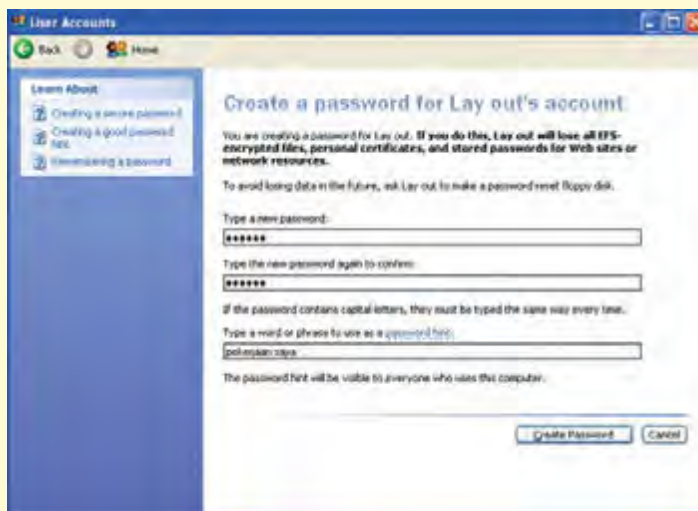 User Accounts
Back Home
Learn About
Creating a secure password
Creating a good password
hint
Remembering a password
Create a password for Lay out's account
You are creating a password for Lay out. If you do this, Lay out will lose all EFS-
encrypted files, personal certificates, and stored passwords for Web sites or
network resources.
To avoid losing data in the future, ask Lay out to make a password reset floppy disk.
Type a new password:
••••••
Type the new password again to confirm:
••••••
If the password contains capital letters, they must be typed the same way every time.
Type a word or phrase to use as a password hint:
pekerjaan saya
The password hint will be visible to everyone who uses this computer.
Create Password Cancel